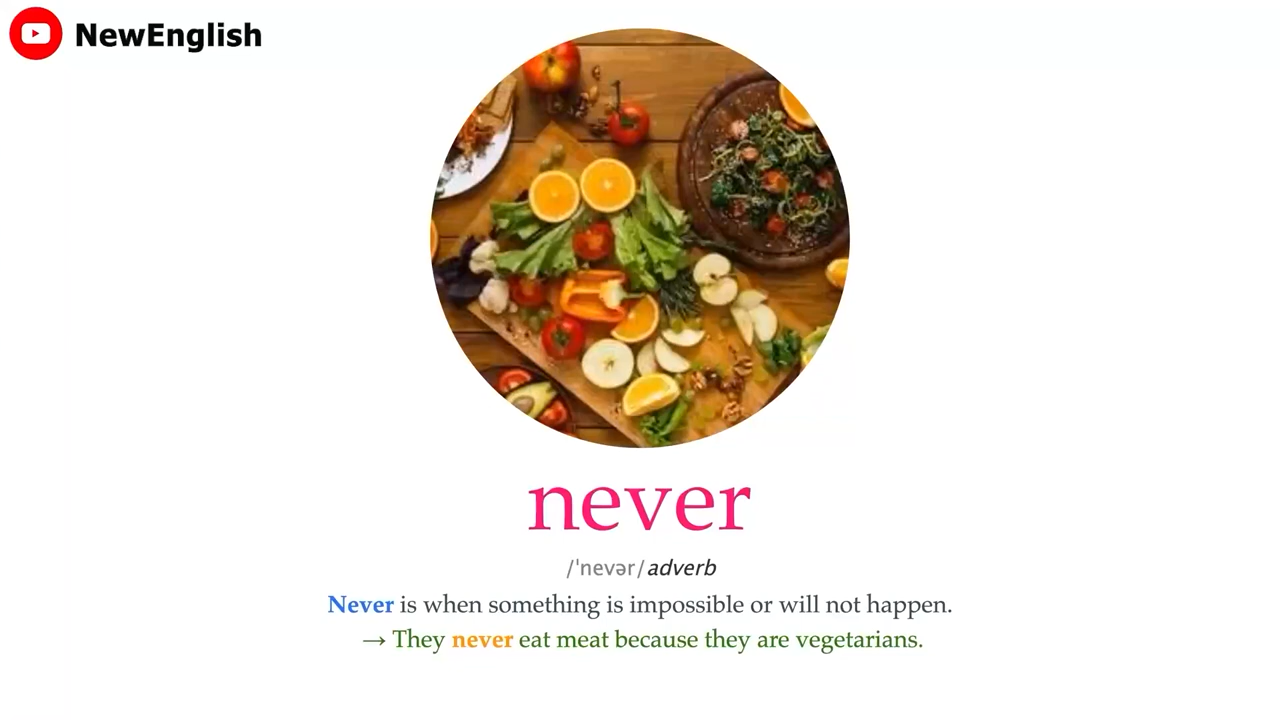 NewEnglish
never
/ˈnevər/ adverb
Never is when something is impossible or will not happen.
→ They never eat meat because they are vegetarians.